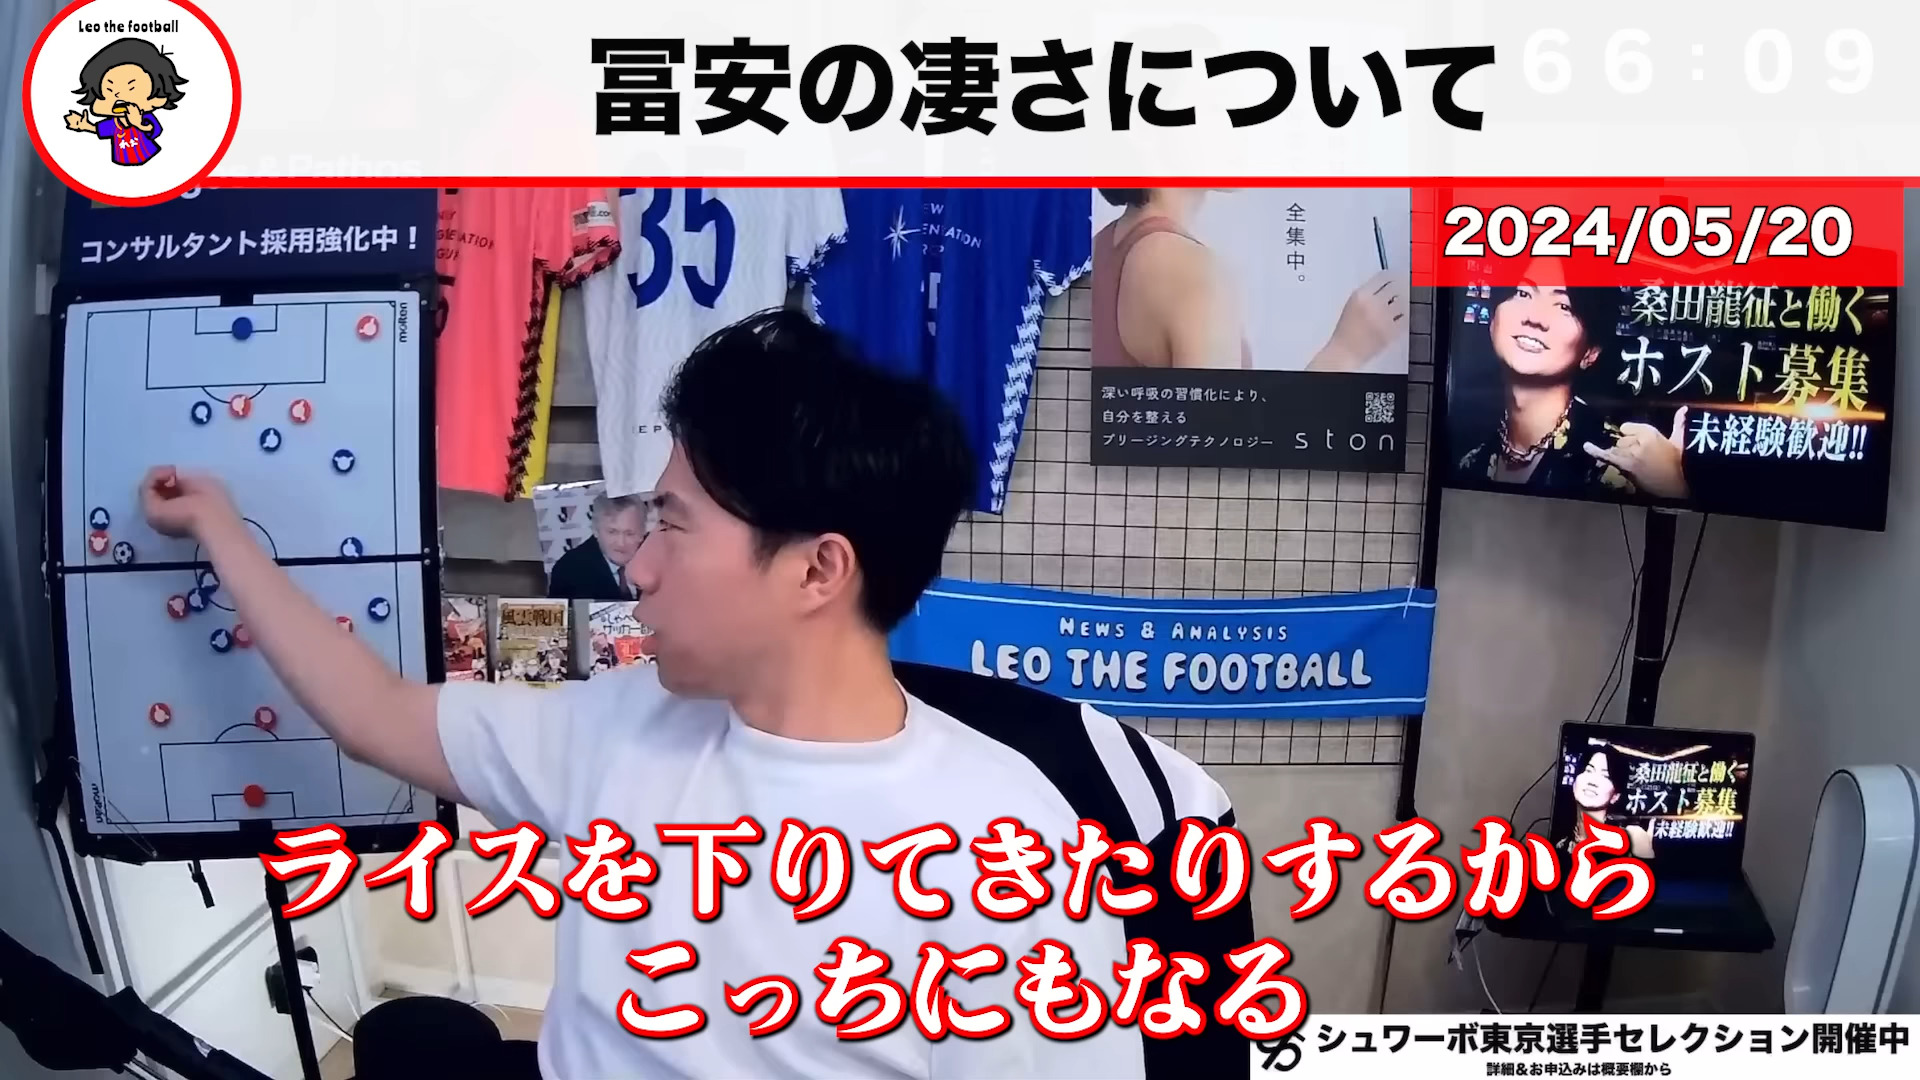 Leo the football
冨安の凄さについて
66:09
2024/05/20
コンサルタント採用強化中！
molten
35
全集中。
深い呼吸の習慣化により、
自分を整える
ブリージングテクノロジー
ston
桑田龍征と働く
ホスト募集
未経験歓迎!!
風雲戦国
NEWS & ANALYSIS
LEO THE FOOTBALL
桑田龍征と働く
ホスト募集
未経験歓迎!!
molten
ライスを下りてきたりするから
こっちにもなる
シュワーボ東京選手セレクション開催中
詳細&お申込みは概要欄から